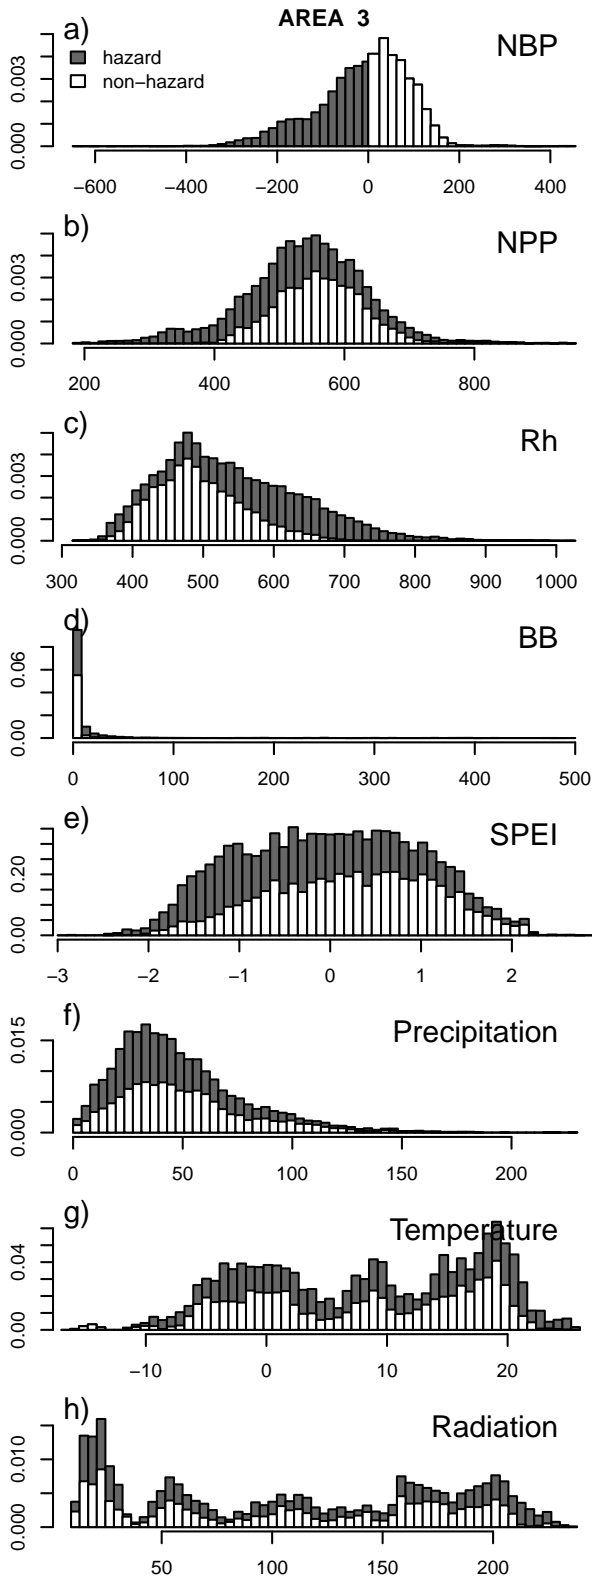 AREA 3
a)
NBP
hazard
non−hazard
0.000 0.003
−600 −400 −200 0 200 400
b)
NPP
0.000 0.003
200 400 600 800
c)
Rh
0.000 0.003
300 400 500 600 700 800 900 1000
d)
BB
0.00 0.06
0 100 200 300 400 500
e)
SPEI
0.00 0.20
−3 −2 −1 0 1 2
f)
Precipitation
0.000 0.015
0 50 100 150 200
g)
Temperature
0.00 0.04
−10 0 10 20
h)
Radiation
0.000 0.010
50 100 150 200